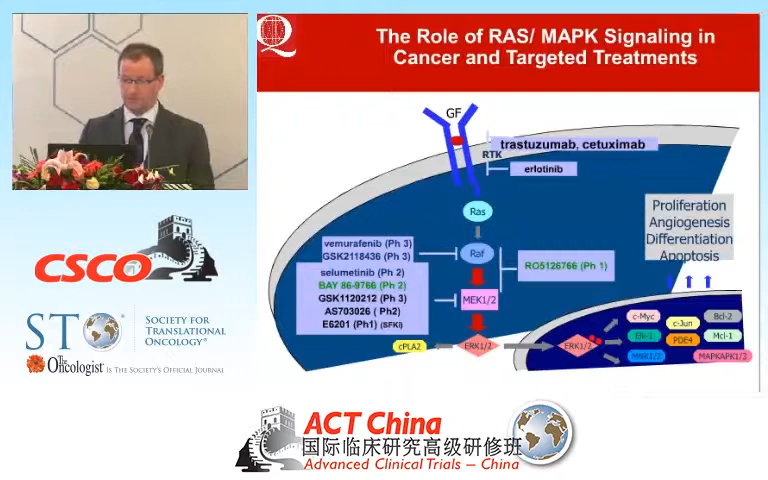 The Role of RAS/ MAPK Signaling in
Cancer and Targeted Treatments
GF
RTK
trastuzumab, cetuximab
erlotinib
Ras
Proliferation
Angiogenesis
Differentiation
Apoptosis
vemurafenib (Ph 3)
GSK2118436 (Ph 3)
Raf
RO5126766 (Ph 1)
selumetinib (Ph 2)
BAY 86-9766 (Ph 2)
GSK1120212 (Ph 3)
AS703026 ( Ph2)
E6201 (Ph1) (SFKi)
MEK1/2
cPLA2
ERK1/2
ERK1/2
c-Myc
c-Jun
Bcl-2
Elk-1
PDE4
Mcl-1
MNK1/2
MAPKAPK1/3
CSCO
STO
SOCIETY FOR
TRANSLATIONAL
ONCOLOGY®
The Oncologist IS THE SOCIETY'S OFFICIAL JOURNAL
ACT China
国际临床研究高级研修班
Advanced Clinical Trials – China